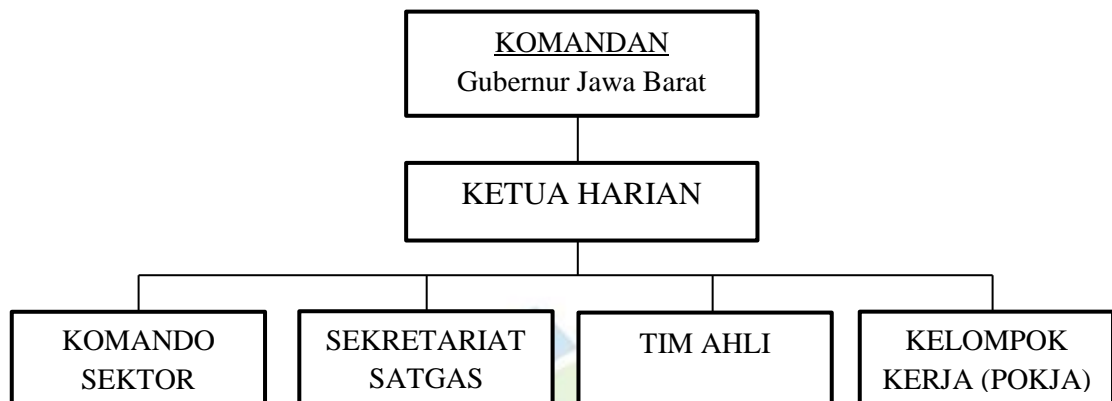 KOMANDAN
Gubernur Jawa Barat
KETUA HARIAN
KOMANDO
SEKTOR
SEKRETARIAT
SATGAS
TIM AHLI
KELOMPOK
KERJA (POKJA)